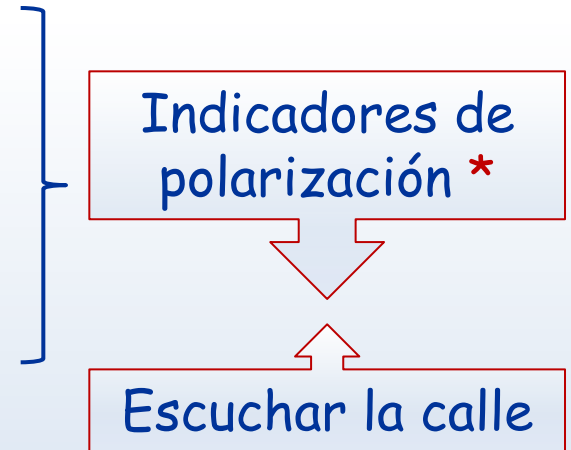 Indicadores de
polarización *
Escuchar la calle